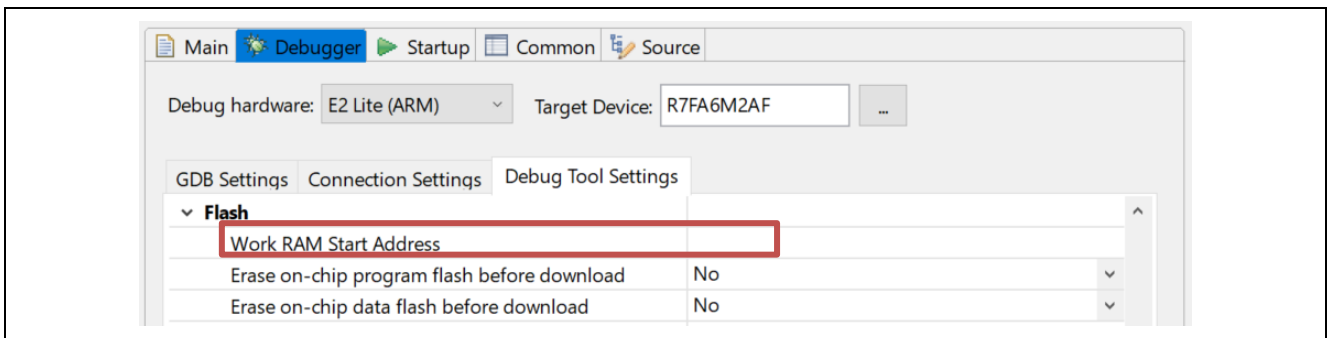 Main Debugger Startup Common Source
Debug hardware: E2 Lite (ARM) Target Device: R7FA6M2AF ...
GDB Settings Connection Settings Debug Tool Settings
Flash
Work RAM Start Address
Erase on-chip program flash before download No
Erase on-chip data flash before download No